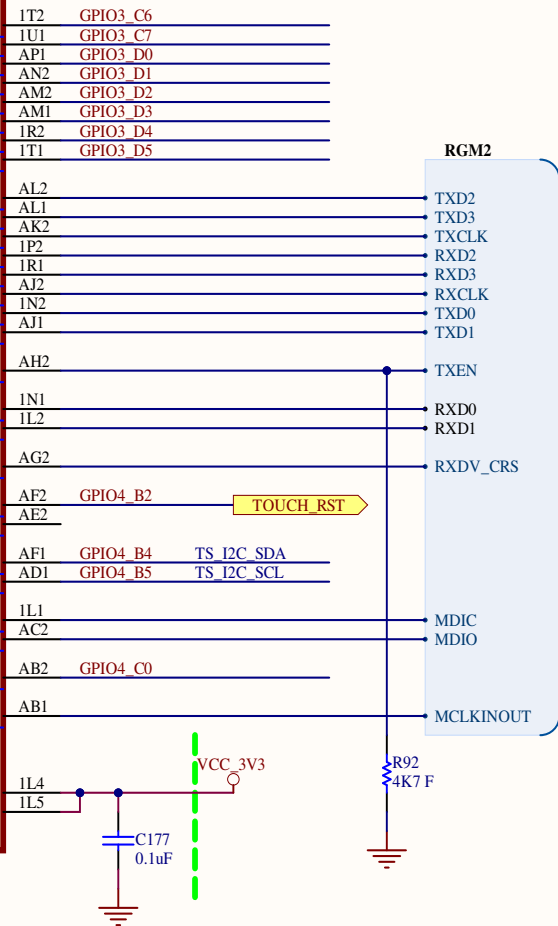 1T2 GPIO3_C6
1U1 GPIO3_C7
AP1 GPIO3_D0
AN2 GPIO3_D1
AM2 GPIO3_D2
AM1 GPIO3_D3
1R2 GPIO3_D4
1T1 GPIO3_D5
RGM2
AL2 TXD2
AL1 TXD3
AK2 TXCLK
1P2 RXD2
1R1 RXD3
AJ2 RXCLK
1N2 TXD0
AJ1 TXD1
AH2 TXEN
1N1 RXD0
1L2 RXD1
AG2 RXDV_CRS
AF2 GPIO4_B2 TOUCH_RST
AE2
AF1 GPIO4_B4 TS_I2C_SDA
AD1 GPIO4_B5 TS_I2C_SCL
1L1 MDIC
AC2 MDIO
AB2 GPIO4_C0
AB1 MCLKINOUT
VCC_3V3
R92
4K7 F
1L4
1L5
C177
0.1uF